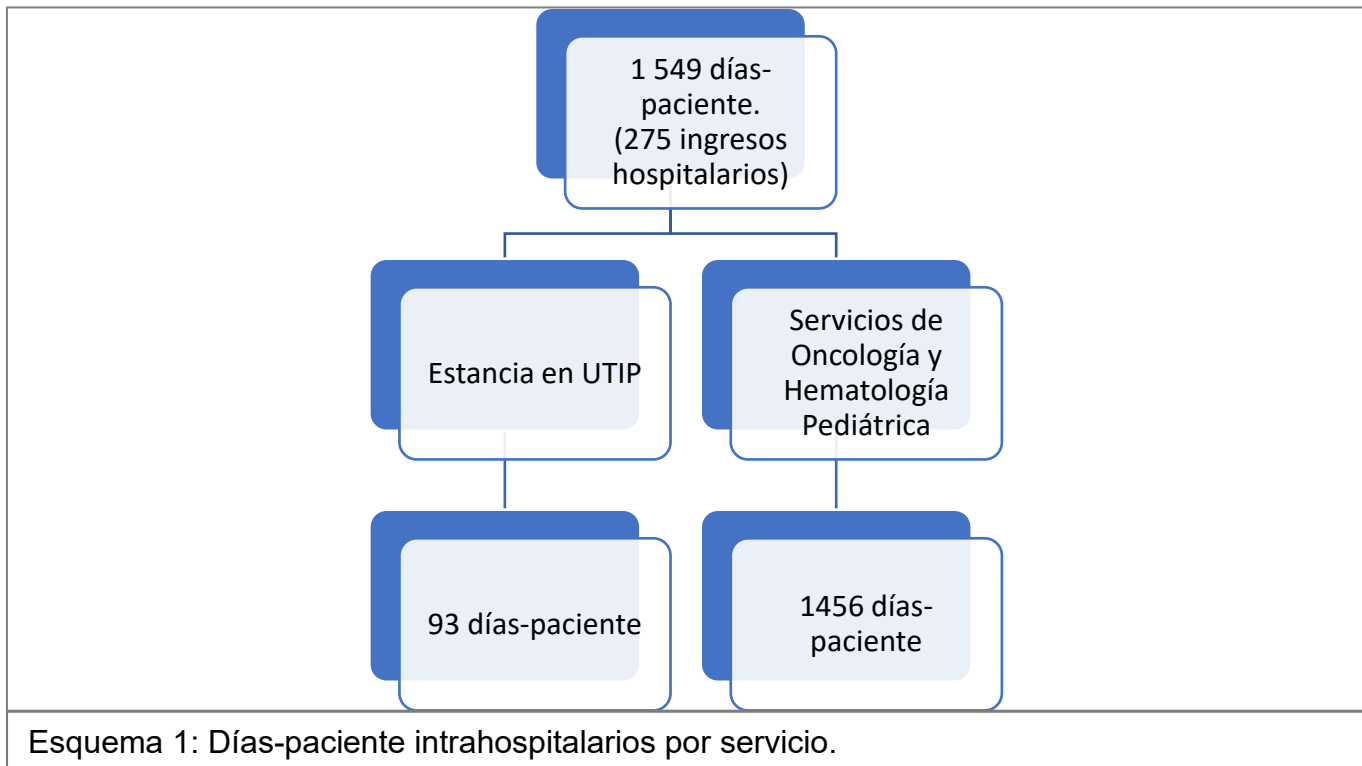 1 549 días-
paciente.
(275 ingresos
hospitalarios)
Estancia en UTIP
Servicios de
Oncología y
Hematología
Pediátrica
93 días-paciente
1456 días-
paciente
Esquema 1: Días-paciente intrahospitalarios por servicio.